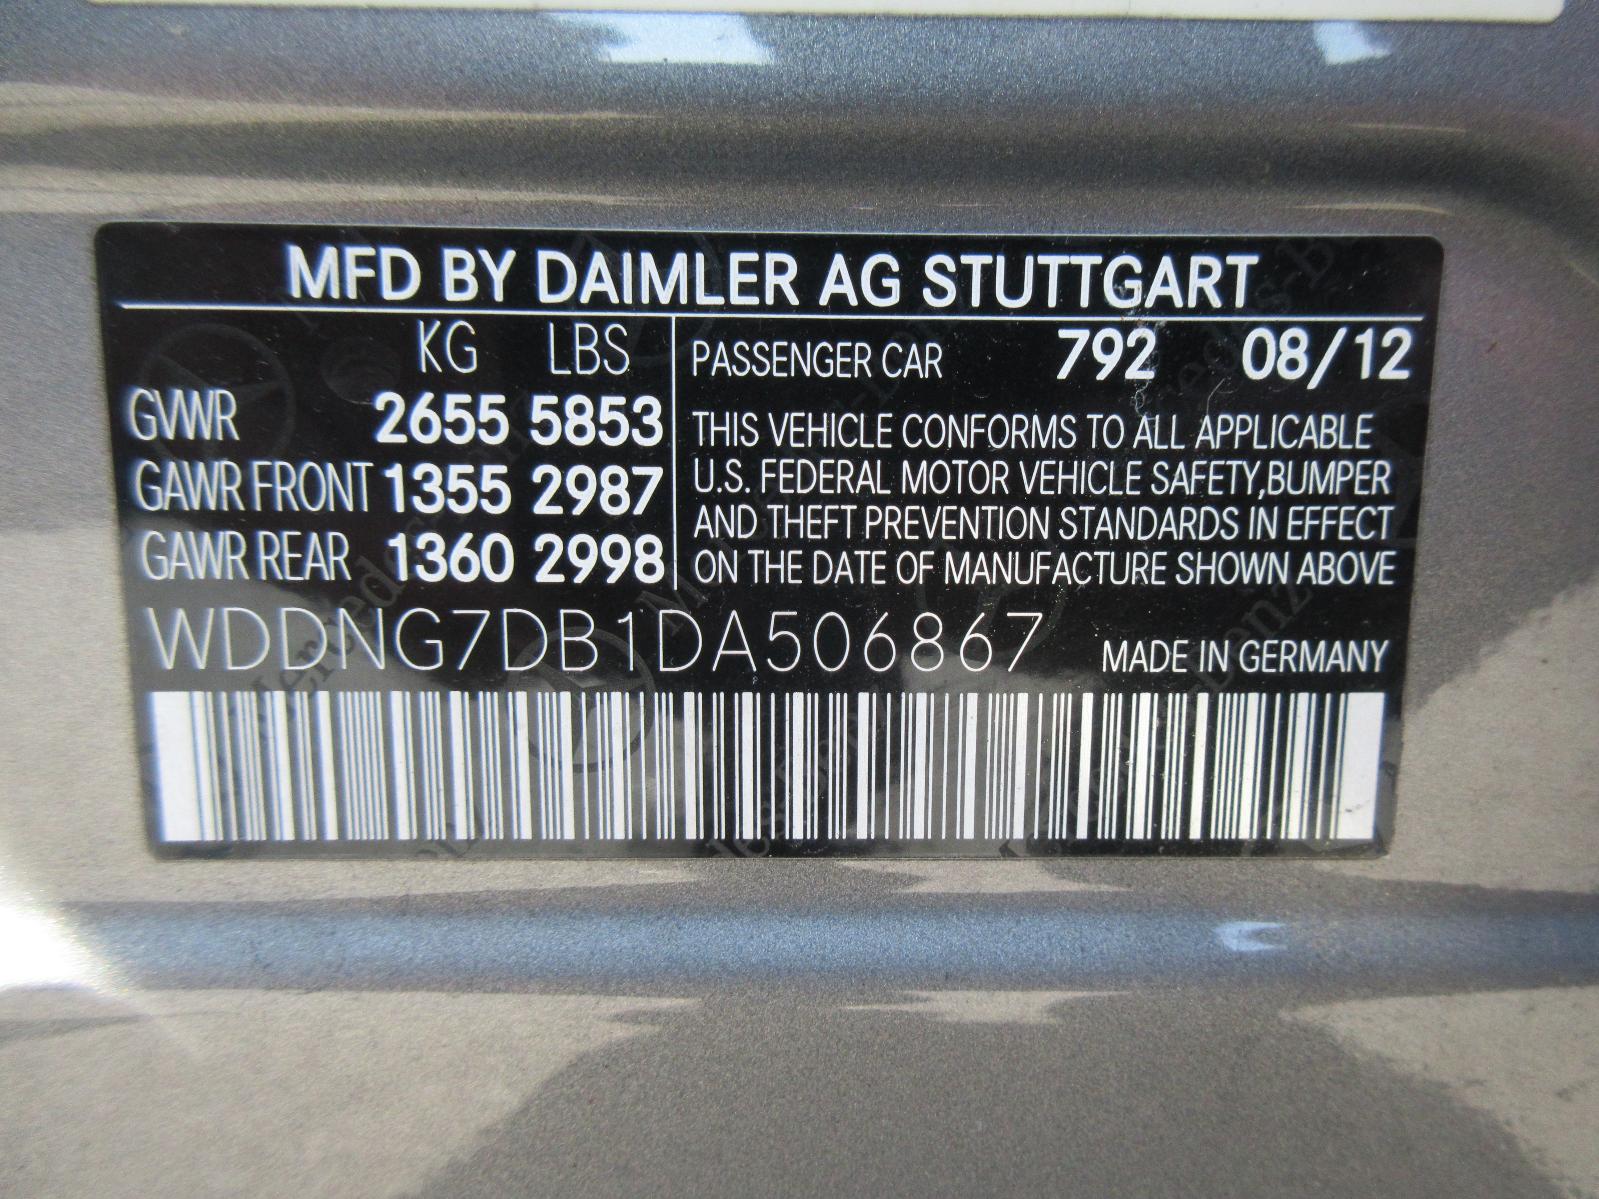 MFD BY DAIMLER AG STUTTGART
KG LBS
GVWR 2655 5853
GAWR FRONT 1355 2987
GAWR REAR 1360 2998
PASSENGER CAR 792 08/12
THIS VEHICLE CONFORMS TO ALL APPLICABLE
U.S. FEDERAL MOTOR VEHICLE SAFETY,BUMPER
AND THEFT PREVENTION STANDARDS IN EFFECT
ON THE DATE OF MANUFACTURE SHOWN ABOVE
WDDNG7DB1DA506867 MADE IN GERMANY